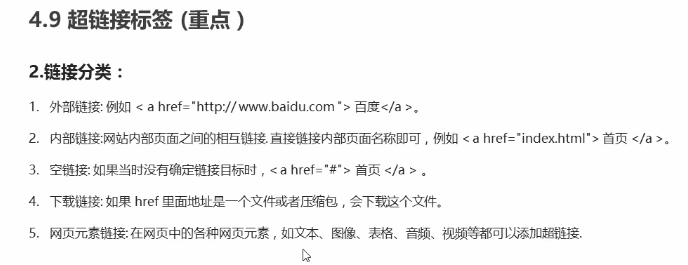 4.9 超链接标签 (重点)
2.链接分类：
1. 外部链接: 例如 < a href="http:// www.baidu.com "> 百度</a >。
2. 内部链接:网站内部页面之间的相互链接. 直接链接内部页面名称即可，例如 < a href="index.html"> 首页 </a >。
3. 空链接: 如果当时没有确定链接目标时，< a href="#"> 首页 </a > 。
4. 下载链接: 如果 href 里面地址是一个文件或者压缩包，会下载这个文件。
5. 网页元素链接: 在网页中的各种网页元素，如文本、图像、表格、音频、视频等都可以添加超链接.